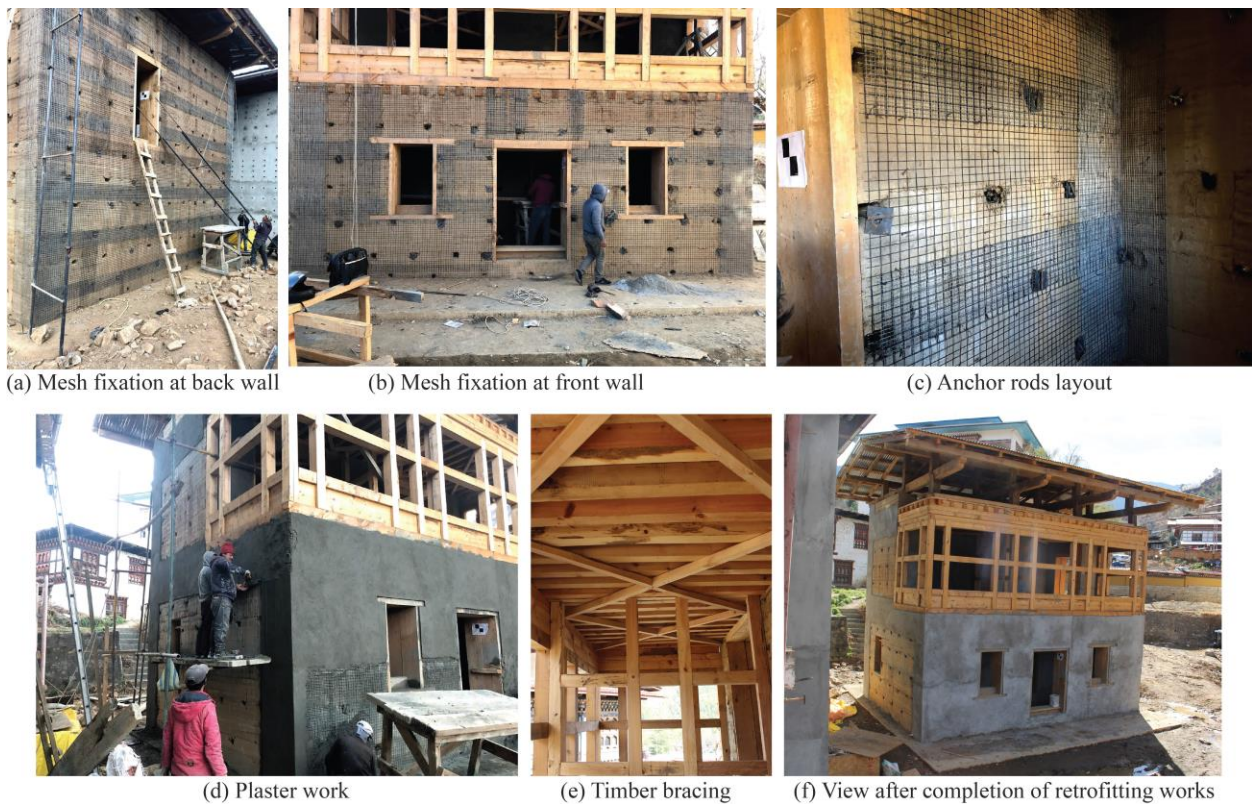 (a) Mesh fixation at back wall
(b) Mesh fixation at front wall
(c) Anchor rods layout
(d) Plaster work
(e) Timber bracing
(f) View after completion of retrofitting works